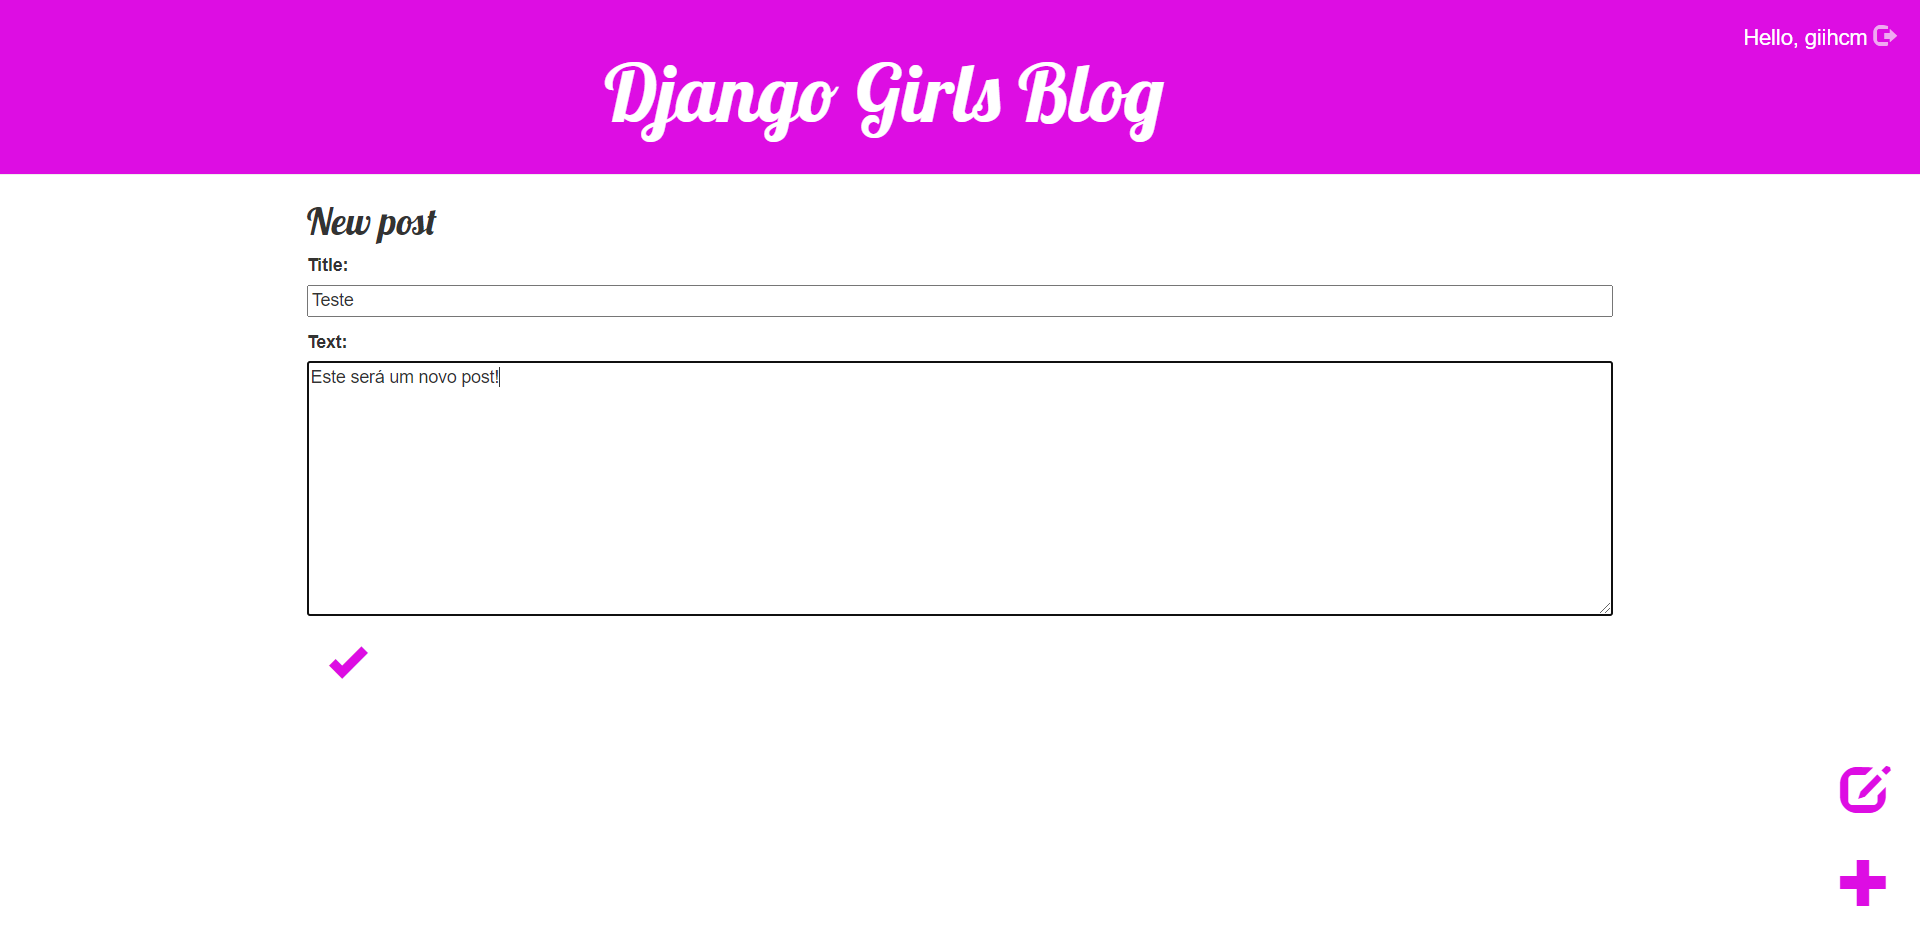 Hello, giihcm
Django Girls Blog
New post
Title:
Teste
Text:
Este será um novo post!